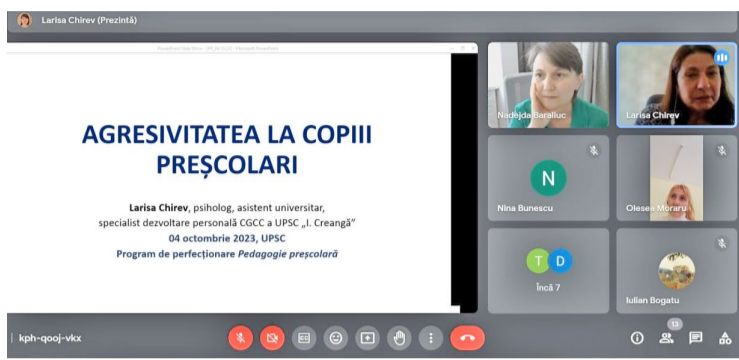 Larisa Chirev (Prezintă)
AGRESIVITATEA LA COPIII
PREȘCOLARI
Larisa Chirev, psiholog, asistent universitar,
specialist dezvoltare personală CGCC a UPSC „I. Creangă”
04 octombrie 2023, UPSC
Program de perfecționare Pedagogie preșcolară
Nadejda Baraliuc
Larisa Chirev
N
Nina Bunescu
Olesea Moraru
T D
Încă 7
Iulian Bogatu
kph-qooj-vkx
CC
13